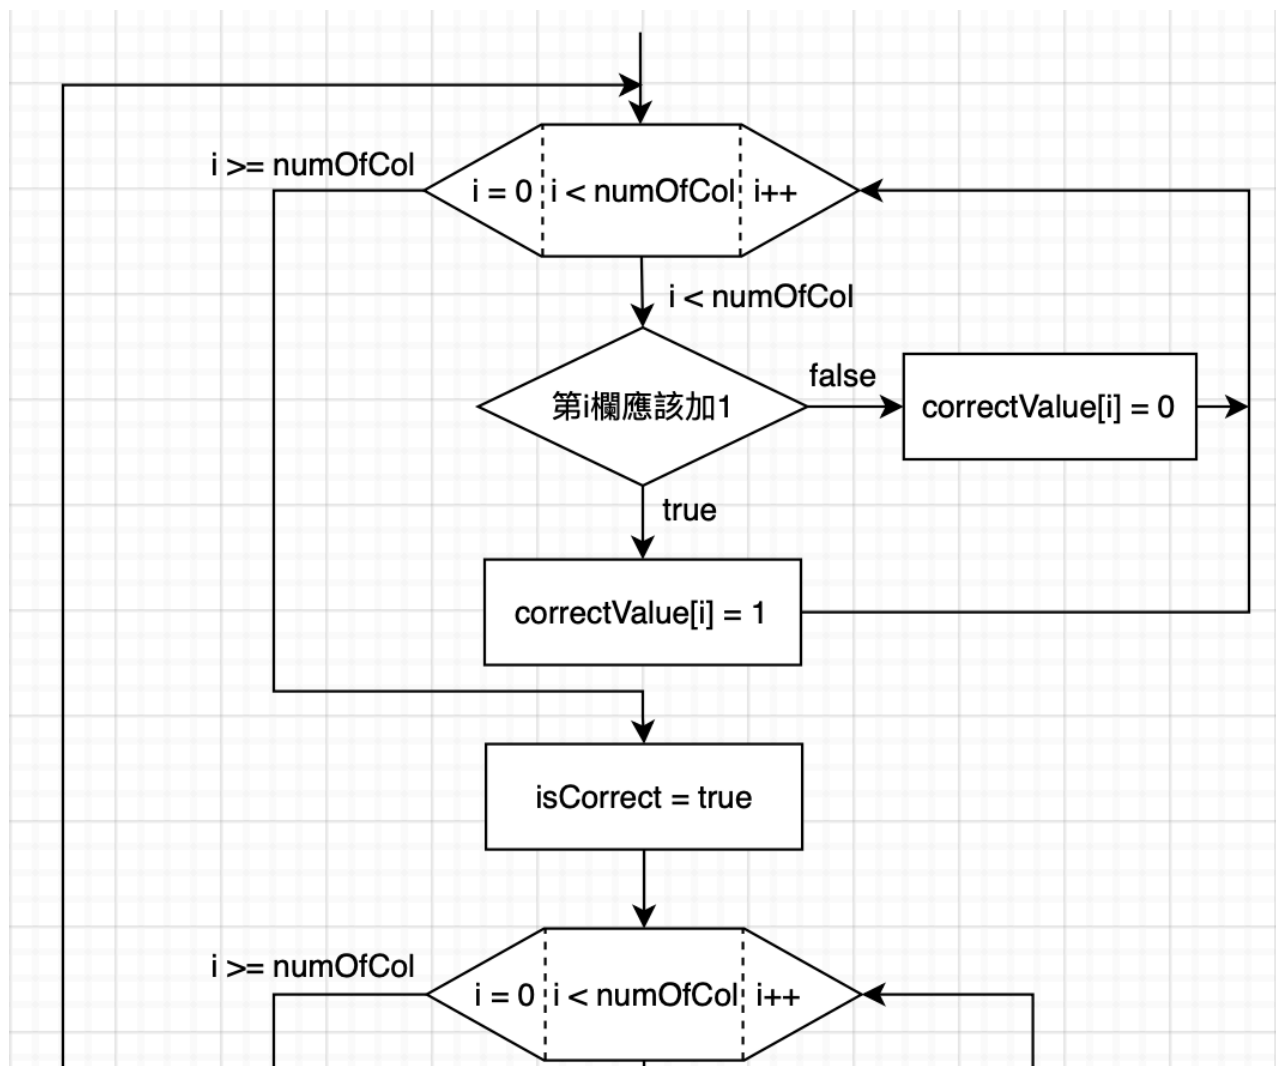 i >= numOfCol
i = 0 i < numOfCol i++
i < numOfCol
第i欄應該加1
false
correctValue[i] = 0
true
correctValue[i] = 1
isCorrect = true
i >= numOfCol
i = 0 i < numOfCol i++